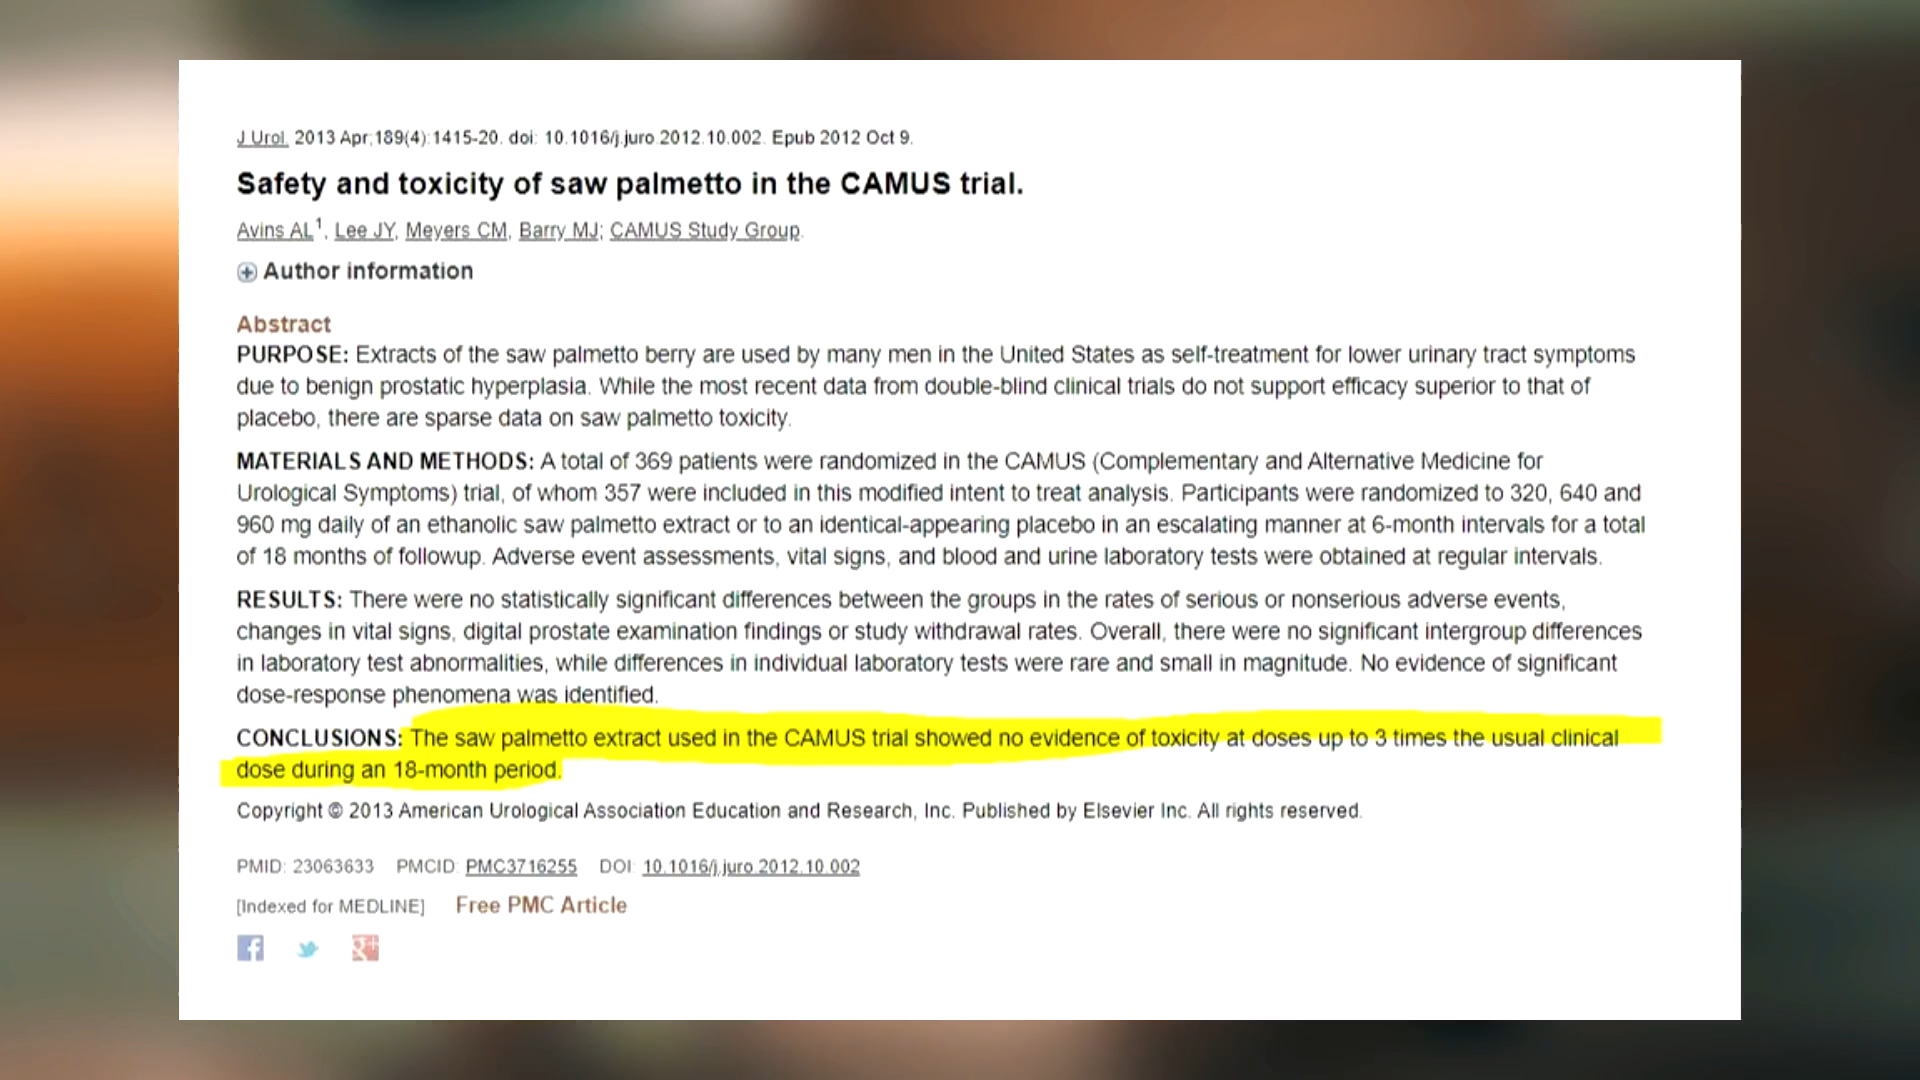 J Urol. 2013 Apr;189(4):1415-20. doi: 10.1016/j.juro.2012.10.002. Epub 2012 Oct 9.
Safety and toxicity of saw palmetto in the CAMUS trial.
Avins AL1, Lee JY, Meyers CM, Barry MJ; CAMUS Study Group.
Author information
Abstract
PURPOSE: Extracts of the saw palmetto berry are used by many men in the United States as self-treatment for lower urinary tract symptoms
due to benign prostatic hyperplasia. While the most recent data from double-blind clinical trials do not support efficacy superior to that of
placebo, there are sparse data on saw palmetto toxicity.
MATERIALS AND METHODS: A total of 369 patients were randomized in the CAMUS (Complementary and Alternative Medicine for
Urological Symptoms) trial, of whom 357 were included in this modified intent to treat analysis. Participants were randomized to 320, 640 and
960 mg daily of an ethanolic saw palmetto extract or to an identical-appearing placebo in an escalating manner at 6-month intervals for a total
of 18 months of followup. Adverse event assessments, vital signs, and blood and urine laboratory tests were obtained at regular intervals.
RESULTS: There were no statistically significant differences between the groups in the rates of serious or nonserious adverse events,
changes in vital signs, digital prostate examination findings or study withdrawal rates. Overall, there were no significant intergroup differences
in laboratory test abnormalities, while differences in individual laboratory tests were rare and small in magnitude. No evidence of significant
dose-response phenomena was identified.
CONCLUSIONS: The saw palmetto extract used in the CAMUS trial showed no evidence of toxicity at doses up to 3 times the usual clinical
dose during an 18-month period.
Copyright © 2013 American Urological Association Education and Research, Inc. Published by Elsevier Inc. All rights reserved.
PMID: 23063633 PMCID: PMC3716255 DOI: 10.1016/j.juro.2012.10.002
[Indexed for MEDLINE] Free PMC Article